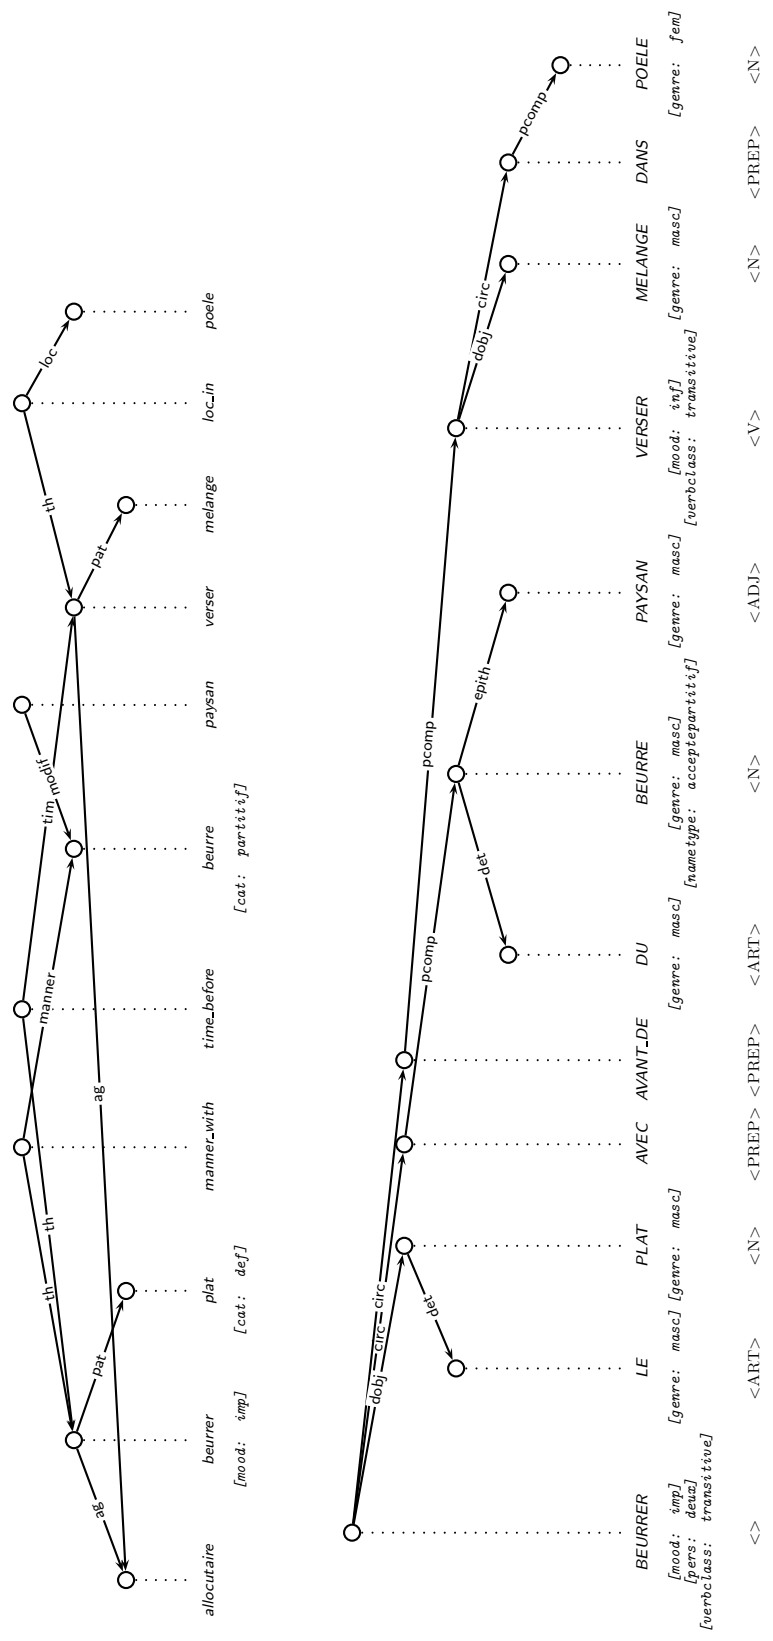 ag
th
pat
th
manner
tim
modif
ag
th
pat
loc
allocutaire beurrer plat manner_with time_before beurre paysan verser melange loc_in poele
[mood: imp] [cat: def] [cat: partitif]
dobj
circ
circ
det
pcomp
pcomp
det
epith
dobj
circ
pcomp
BEURRER LE PLAT AVEC AVANT_DE DU BEURRE PAYSAN VERSER MELANGE DANS POELE
[mood: imp] [genre: masc] [genre: masc] [genre: masc] [genre: masc] [genre: masc] [mood: inf] [genre: masc] [genre: fem]
[pers: deux] [nametype: acceptepartitif] [verbclass: transitive]
[verbclass: transitive]
<> <ART> <N> <PREP> <PREP> <ART> <N> <ADJ> <V> <N> <PREP> <N>